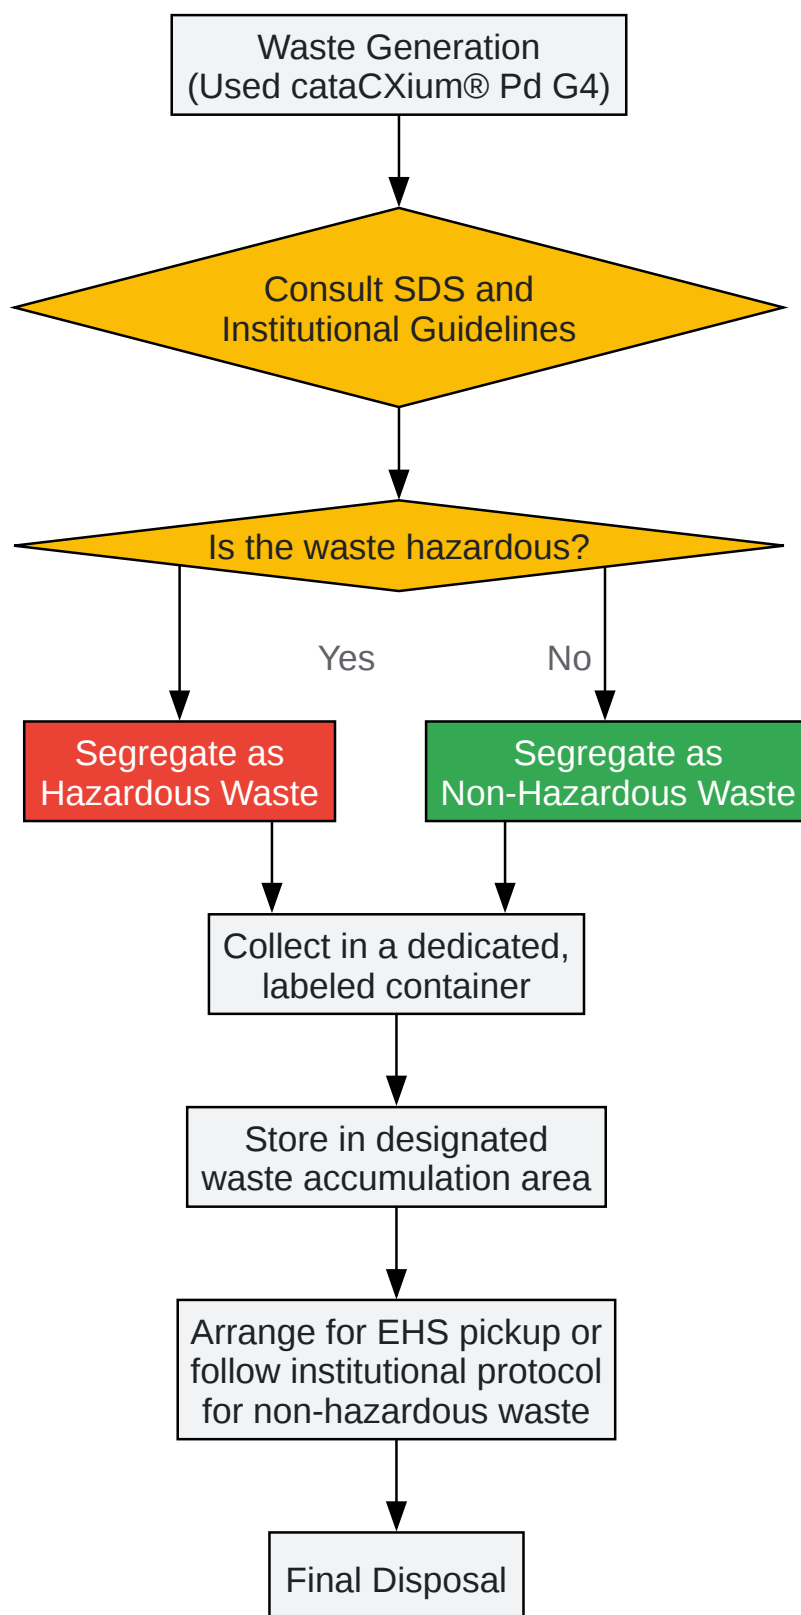 Waste Generation
(Used cataCXium® Pd G4)
Consult SDS and
Institutional Guidelines
Is the waste hazardous?
Yes
No
Segregate as
Hazardous Waste
Segregate as
Non-Hazardous Waste
Collect in a dedicated,
labeled container
Store in designated
waste accumulation area
Arrange for EHS pickup or
follow institutional protocol
for non-hazardous waste
Final Disposal